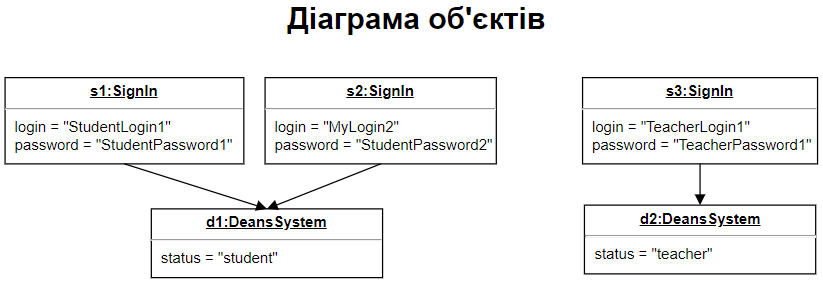 Діаграма об'єктів
s1:SignIn
login = "StudentLogin1"
password = "StudentPassword1"
s2:SignIn
login = "MyLogin2"
password = "StudentPassword2"
s3:SignIn
login = "TeacherLogin1"
password = "TeacherPassword1"
d1:DeansSystem
status = "student"
d2:DeansSystem
status = "teacher"